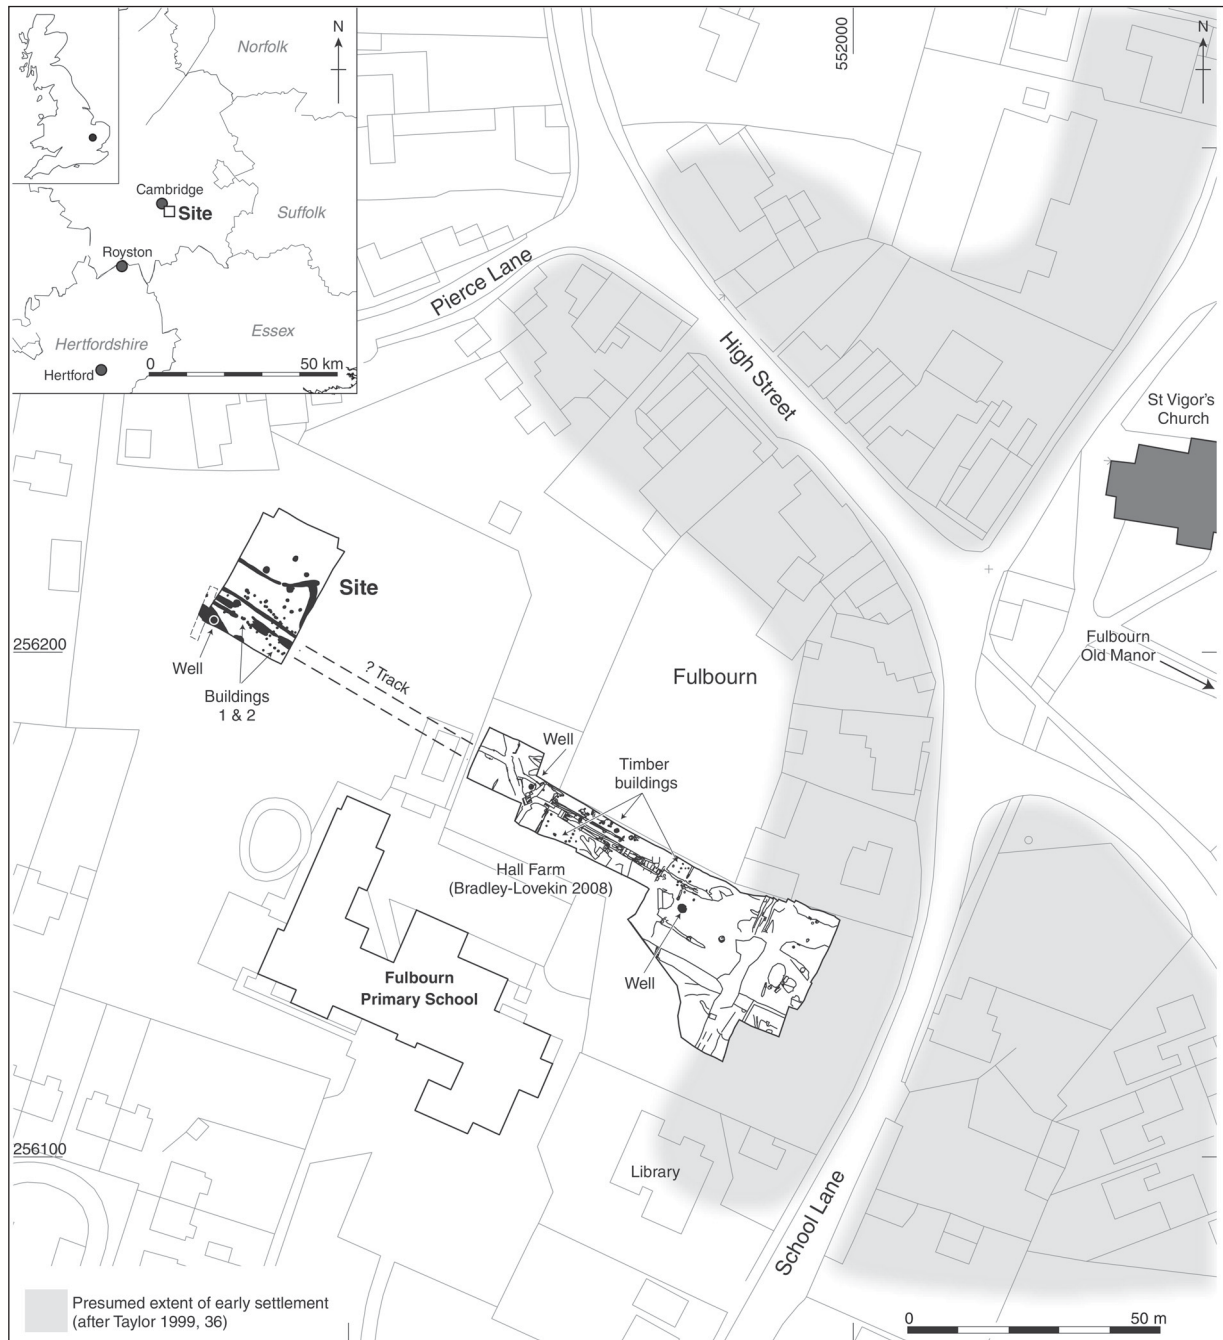 N
Norfolk
Cambridge
Site
Suffolk
Royston
Hertfordshire
Essex
0
50 km
Hertford
552000
N
Pierce Lane
High Street
St Vigor's
Church
Site
256200
Well
Buildings
1 & 2
? Track
Fulbourn
Fulbourn
Old Manor
Well
Timber
buildings
Hall Farm
(Bradley-Lovekin 2008)
Well
Fulbourn
Primary School
256100
Library
School Lane
Presumed extent of early settlement
(after Taylor 1999, 36)
0
50 m